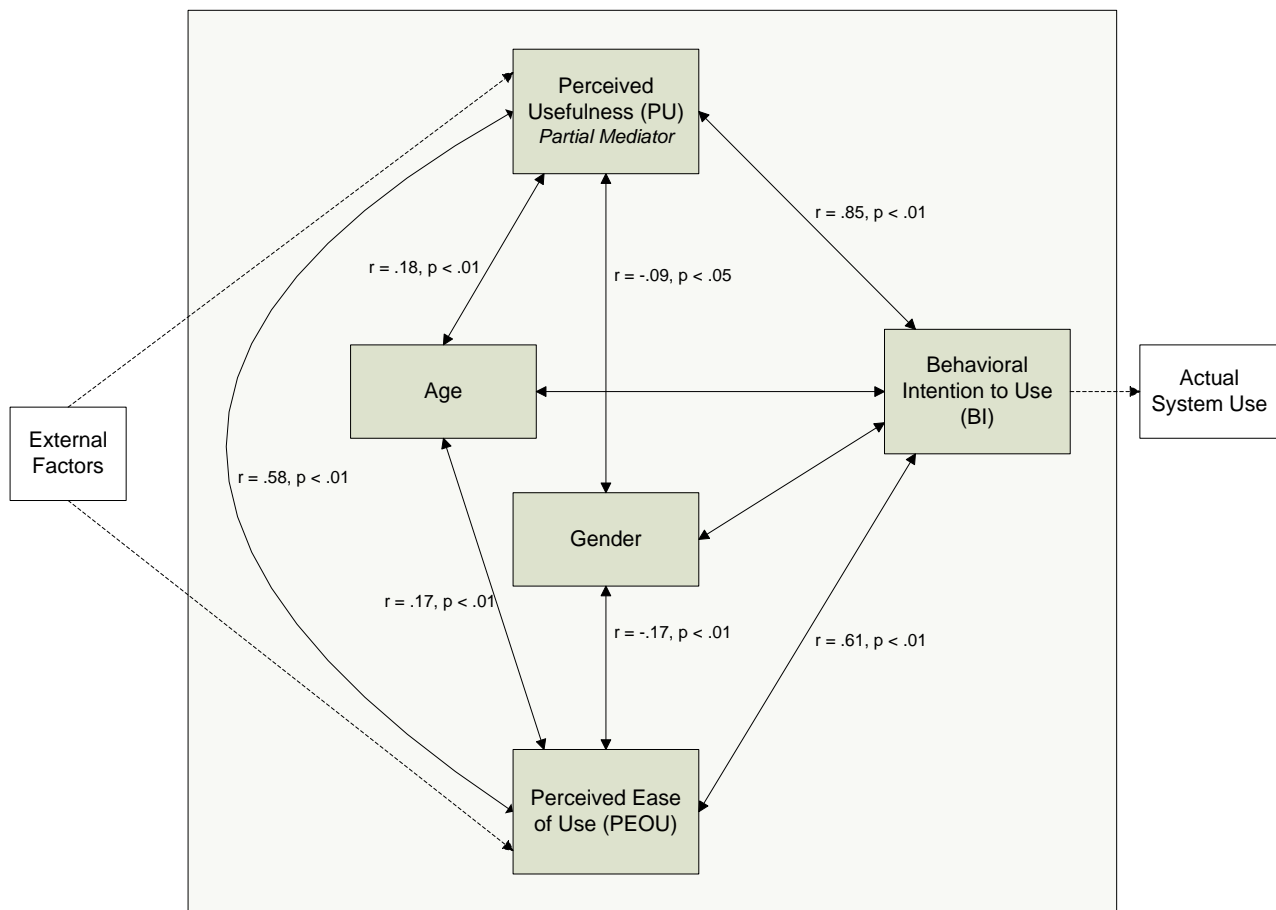 Perceived
Usefulness (PU)
Partial Mediator
r = .85, p < .01
r = .18, p < .01
r = -.09, p < .05
Age
Behavioral
Intention to Use
(BI)
Actual
System Use
External
Factors
r = .58, p < .01
Gender
r = .17, p < .01
r = -.17, p < .01
r = .61, p < .01
Perceived Ease
of Use (PEOU)